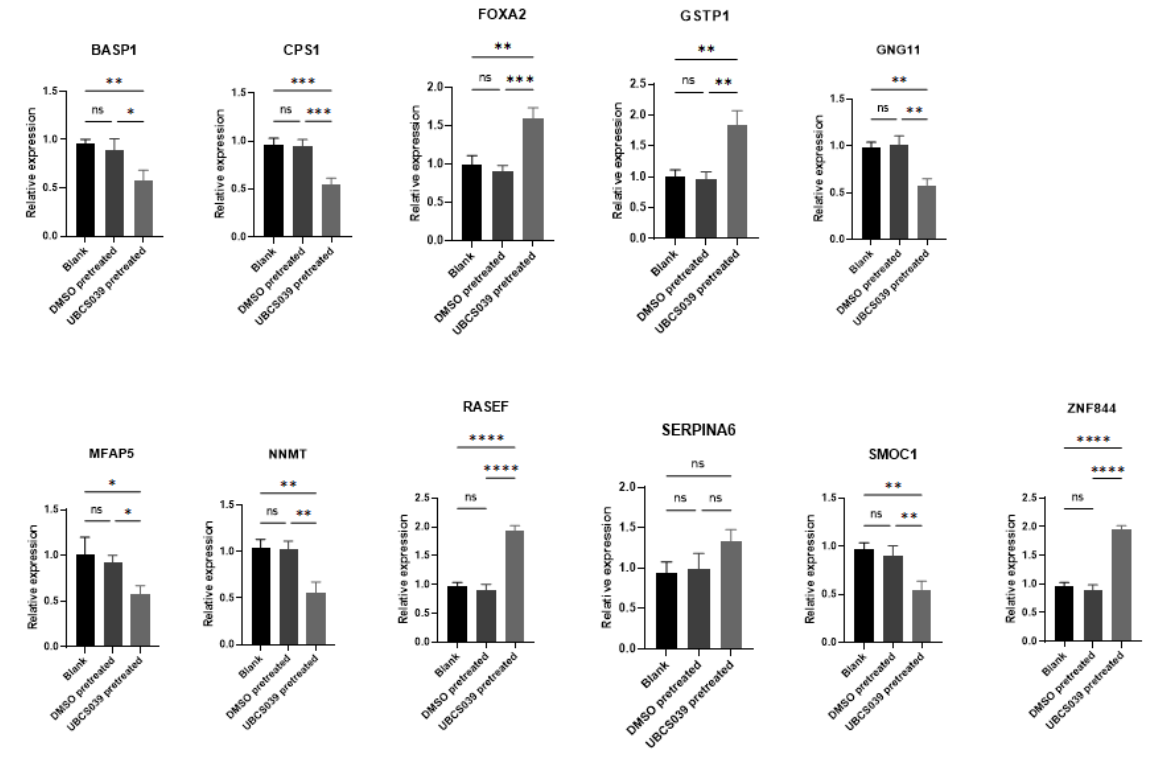 BASP1
**
ns *
1.5
1.0
0.5
0.0
Relative expression
Blank
DMSO pretreated
UBCS039 pretreated
CPS1
***
ns ***
1.5
1.0
0.5
0.0
Relative expression
Blank
DMSO pretreated
UBCS039 pretreated
FOXA2
**
ns ***
2.0
1.5
1.0
0.5
0.0
Relative expression
Blank
DMSO pretreated
UBCS039 pretreated
GSTP1
**
ns **
2.5
2.0
1.5
1.0
0.5
0.0
Relative expression
Blank
DMSO pretreated
UBCS039 pretreated
GNG11
**
ns **
1.5
1.0
0.5
0.0
Relative expression
Blank
DMSO pretreated
UBCS039 pretreated
MFAP5
*
ns *
1.5
1.0
0.5
0.0
Relative expression
Blank
DMSO pretreated
UBCS039 pretreated
NNMT
**
ns **
1.5
1.0
0.5
0.0
Relative expression
Blank
DMSO pretreated
UBCS039 pretreated
RASEF
****
****
ns
2.5
2.0
1.5
1.0
0.5
0.0
Relative expression
Blank
DMSO pretreated
UBCS039 pretreated
SERPINA6
ns
ns ns
2.0
1.5
1.0
0.5
0.0
Relative expression
Blank
DMSO pretreated
UBCS039 pretreated
SMOC1
**
ns **
1.5
1.0
0.5
0.0
Relative expression
Blank
DMSO pretreated
UBCS039 pretreated
ZNF844
****
****
ns
2.5
2.0
1.5
1.0
0.5
0.0
Relative expression
Blank
DMSO pretreated
UBCS039 pretreated